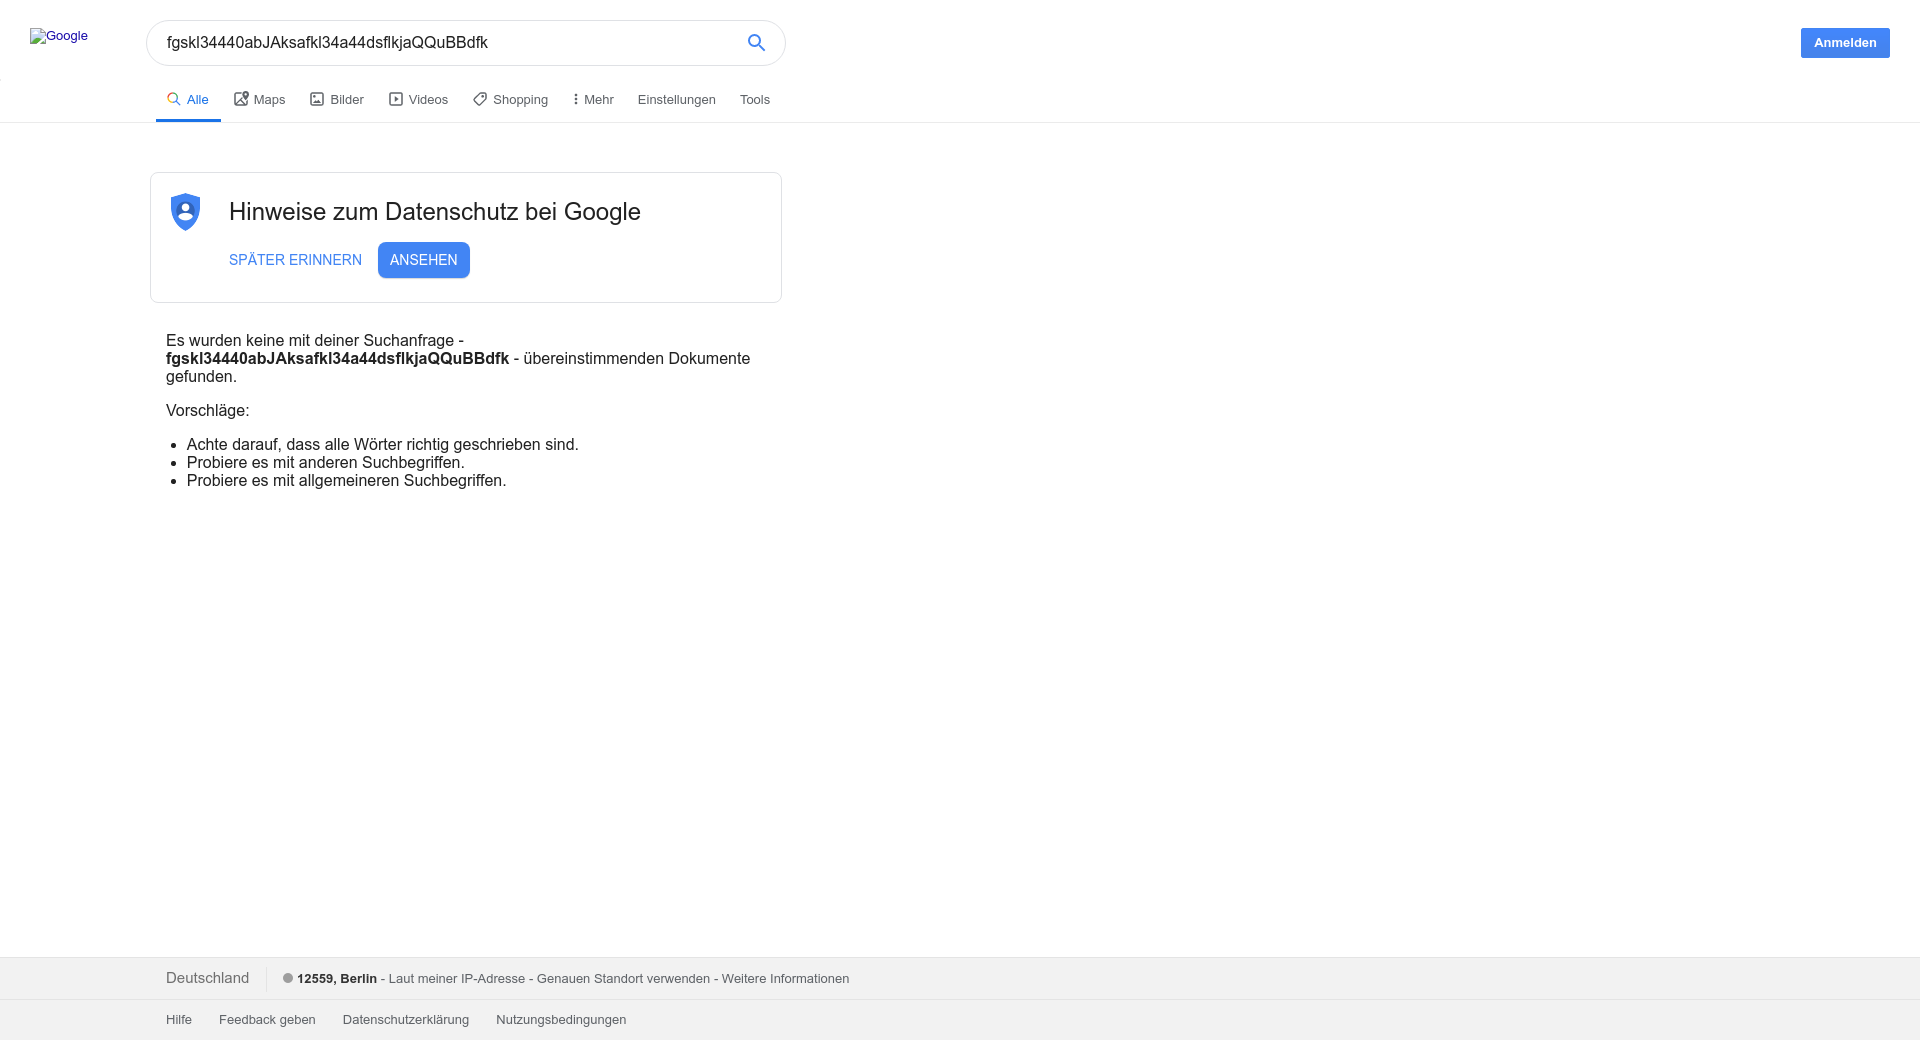 Google
fgskl34440abJAksafkl34a44dsflkjaQQuBBdfk
Anmelden
Alle Maps Bilder Videos Shopping Mehr Einstellungen Tools
Hinweise zum Datenschutz bei Google
SPÄTER ERINNERN ANSEHEN
Es wurden keine mit deiner Suchanfrage -
fgskl34440abJAksafkl34a44dsflkjaQQuBBdfk - übereinstimmenden Dokumente
gefunden.
Vorschläge:
Achte darauf, dass alle Wörter richtig geschrieben sind.
Probiere es mit anderen Suchbegriffen.
Probiere es mit allgemeineren Suchbegriffen.
Deutschland 12559, Berlin - Laut meiner IP-Adresse - Genauen Standort verwenden - Weitere Informationen
Hilfe Feedback geben Datenschutzerklärung Nutzungsbedingungen